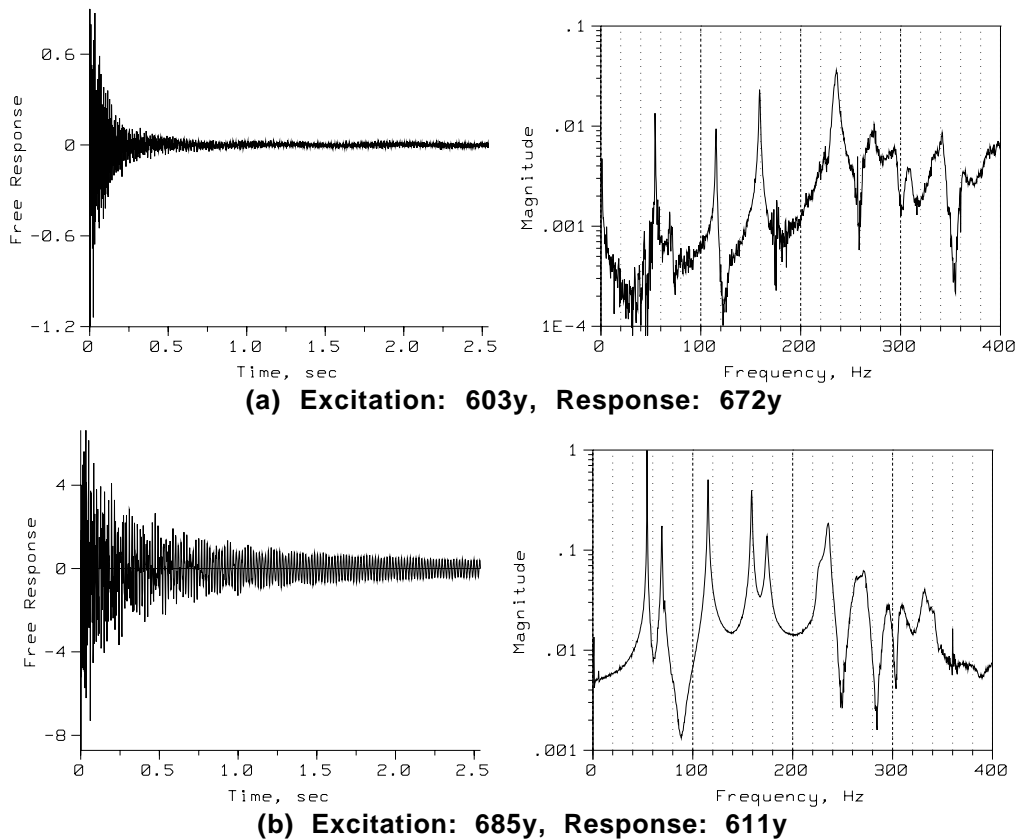 0.6
0
-0.6
-1.2
Free Response
0 0.5 1.0 1.5 2.0 2.5
Time, sec
.1
.01
.001
1E-4
Magnitude
0 100 200 300 400
Frequency, Hz
(a) Excitation: 603y, Response: 672y
4
0
-4
-8
Free Response
0 0.5 1.0 1.5 2.0 2.5
Time, sec
1
.1
.01
.001
Magnitude
0 100 200 300 400
Frequency, Hz
(b) Excitation: 685y, Response: 611y